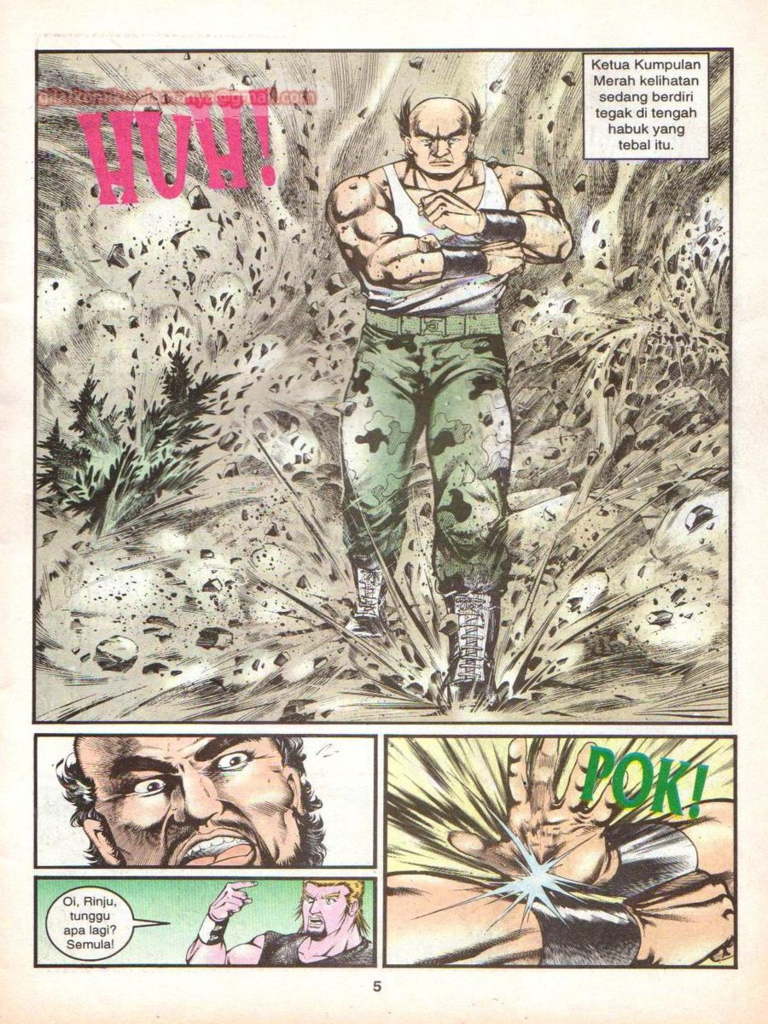 Ketua Kumpulan
Merah kelihatan
sedang berdiri
tegak di tengah
habuk yang
tebal itu.
HUH!
POK!
Oi, Rinju,
tunggu
apa lagi?
Semula!
5